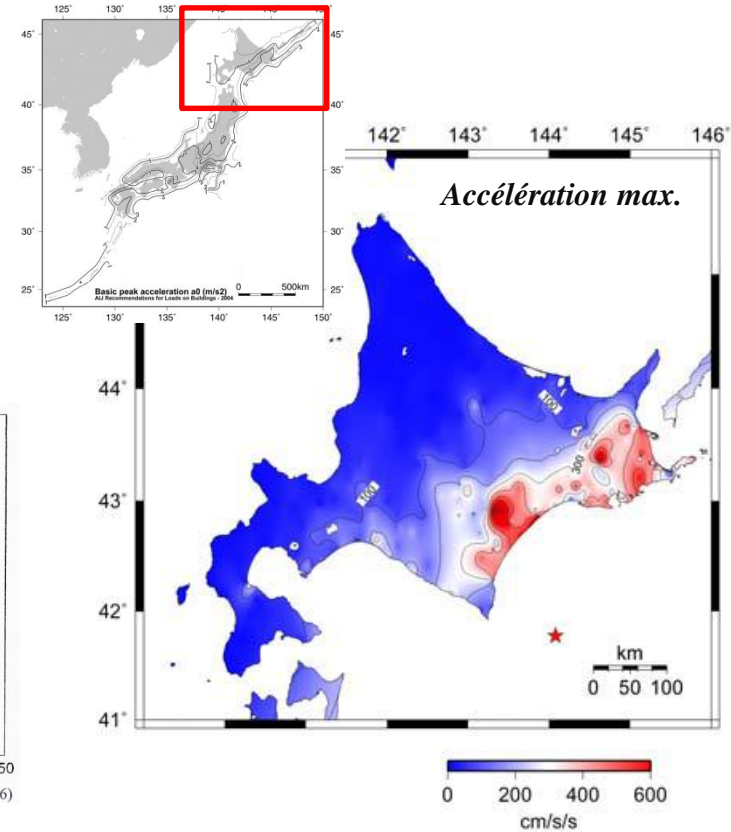 125° 130° 135° 140° 145° 150°
45° 45°
40° 40°
35° 35°
30° 30°
25° 25°
Basic peak acceleration a0 (m/s2)
AIJ Recommendations for Loads on Buildings - 2004
0 500km
125° 130° 135° 140° 145° 150°
142° 143° 144° 145° 146°
Accélération max.
44°
43°
42°
41°
100
100
300
km
0 50 100
50
6)
0 200 400 600
cm/s/s